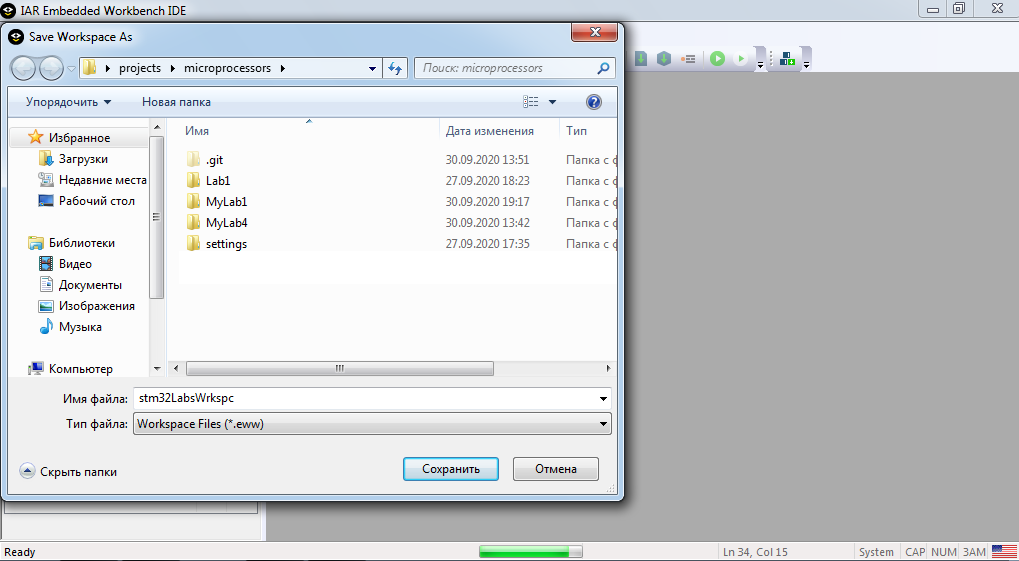 IAR Embedded Workbench IDE
Save Workspace As
projects microprocessors
Поиск: microprocessors
Упорядочить Новая папка
Избранное
Загрузки
Недавние места
Рабочий стол
Библиотеки
Видео
Документы
Изображения
Музыка
Компьютер
Имя Дата изменения Тип
.git 30.09.2020 13:51 Папка с ф
Lab1 27.09.2020 18:23 Папка с ф
MyLab1 30.09.2020 19:17 Папка с ф
MyLab4 30.09.2020 13:42 Папка с ф
settings 27.09.2020 17:35 Папка с ф
Имя файла: stm32LabsWrkspc
Тип файла: Workspace Files (*.eww)
Скрыть папки Сохранить Отмена
Ready Ln 34, Col 15 System CAP NUM ЗАМ